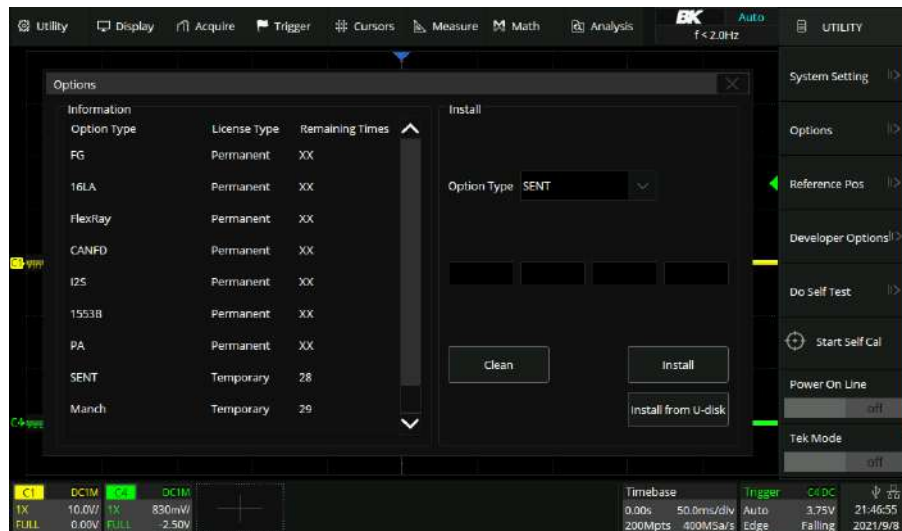 Utility Display Acquire Trigger Cursors Measure Math Analysis BK Auto UTILITY
f < 2.0Hz
Options
Information
Option Type License Type Remaining Times
FG Permanent XX
16LA Permanent XX
FlexRay Permanent XX
CANFD Permanent XX
I2S Permanent XX
1553B Permanent XX
PA Permanent XX
SENT Temporary 28
Manch Temporary 29
Install
Option Type SENT
Clean Install
Install from U-disk
System Setting
Options
Reference Pos
Developer Options
Do Self Test
Start Self Cal
Power On Line
off
Tek Mode
off
C1
C4
C1 DC1M C4 DC1M
1X 10.0V/ 1X 830mV/
FULL 0.00V FULL -2.50V
Timebase Trigger C4 DC
0.00s 50.0ms/div Auto 3.75V 21:46:55
200Mpts 400MSa/s Edge Falling 2021/9/8